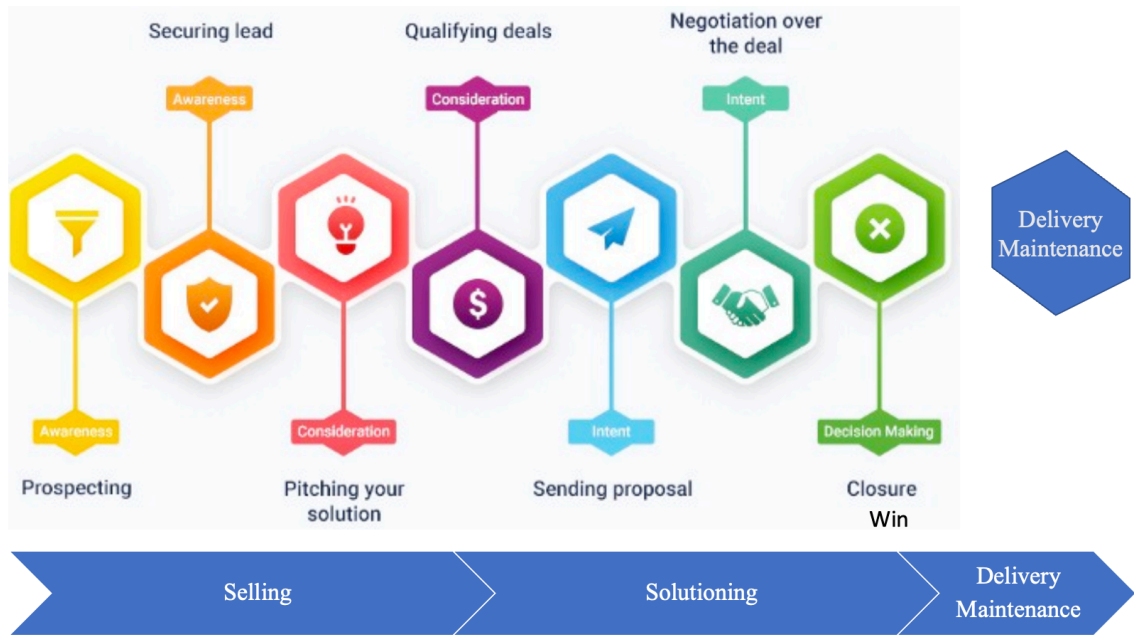 Securing lead
Qualifying deals
Negotiation over
the deal
Awareness
Consideration
Intent
$
Delivery
Maintenance
Awareness
Consideration
Intent
Decision Making
Prospecting
Pitching your
solution
Sending proposal
Closure
Win
Selling
Solutioning
Delivery
Maintenance